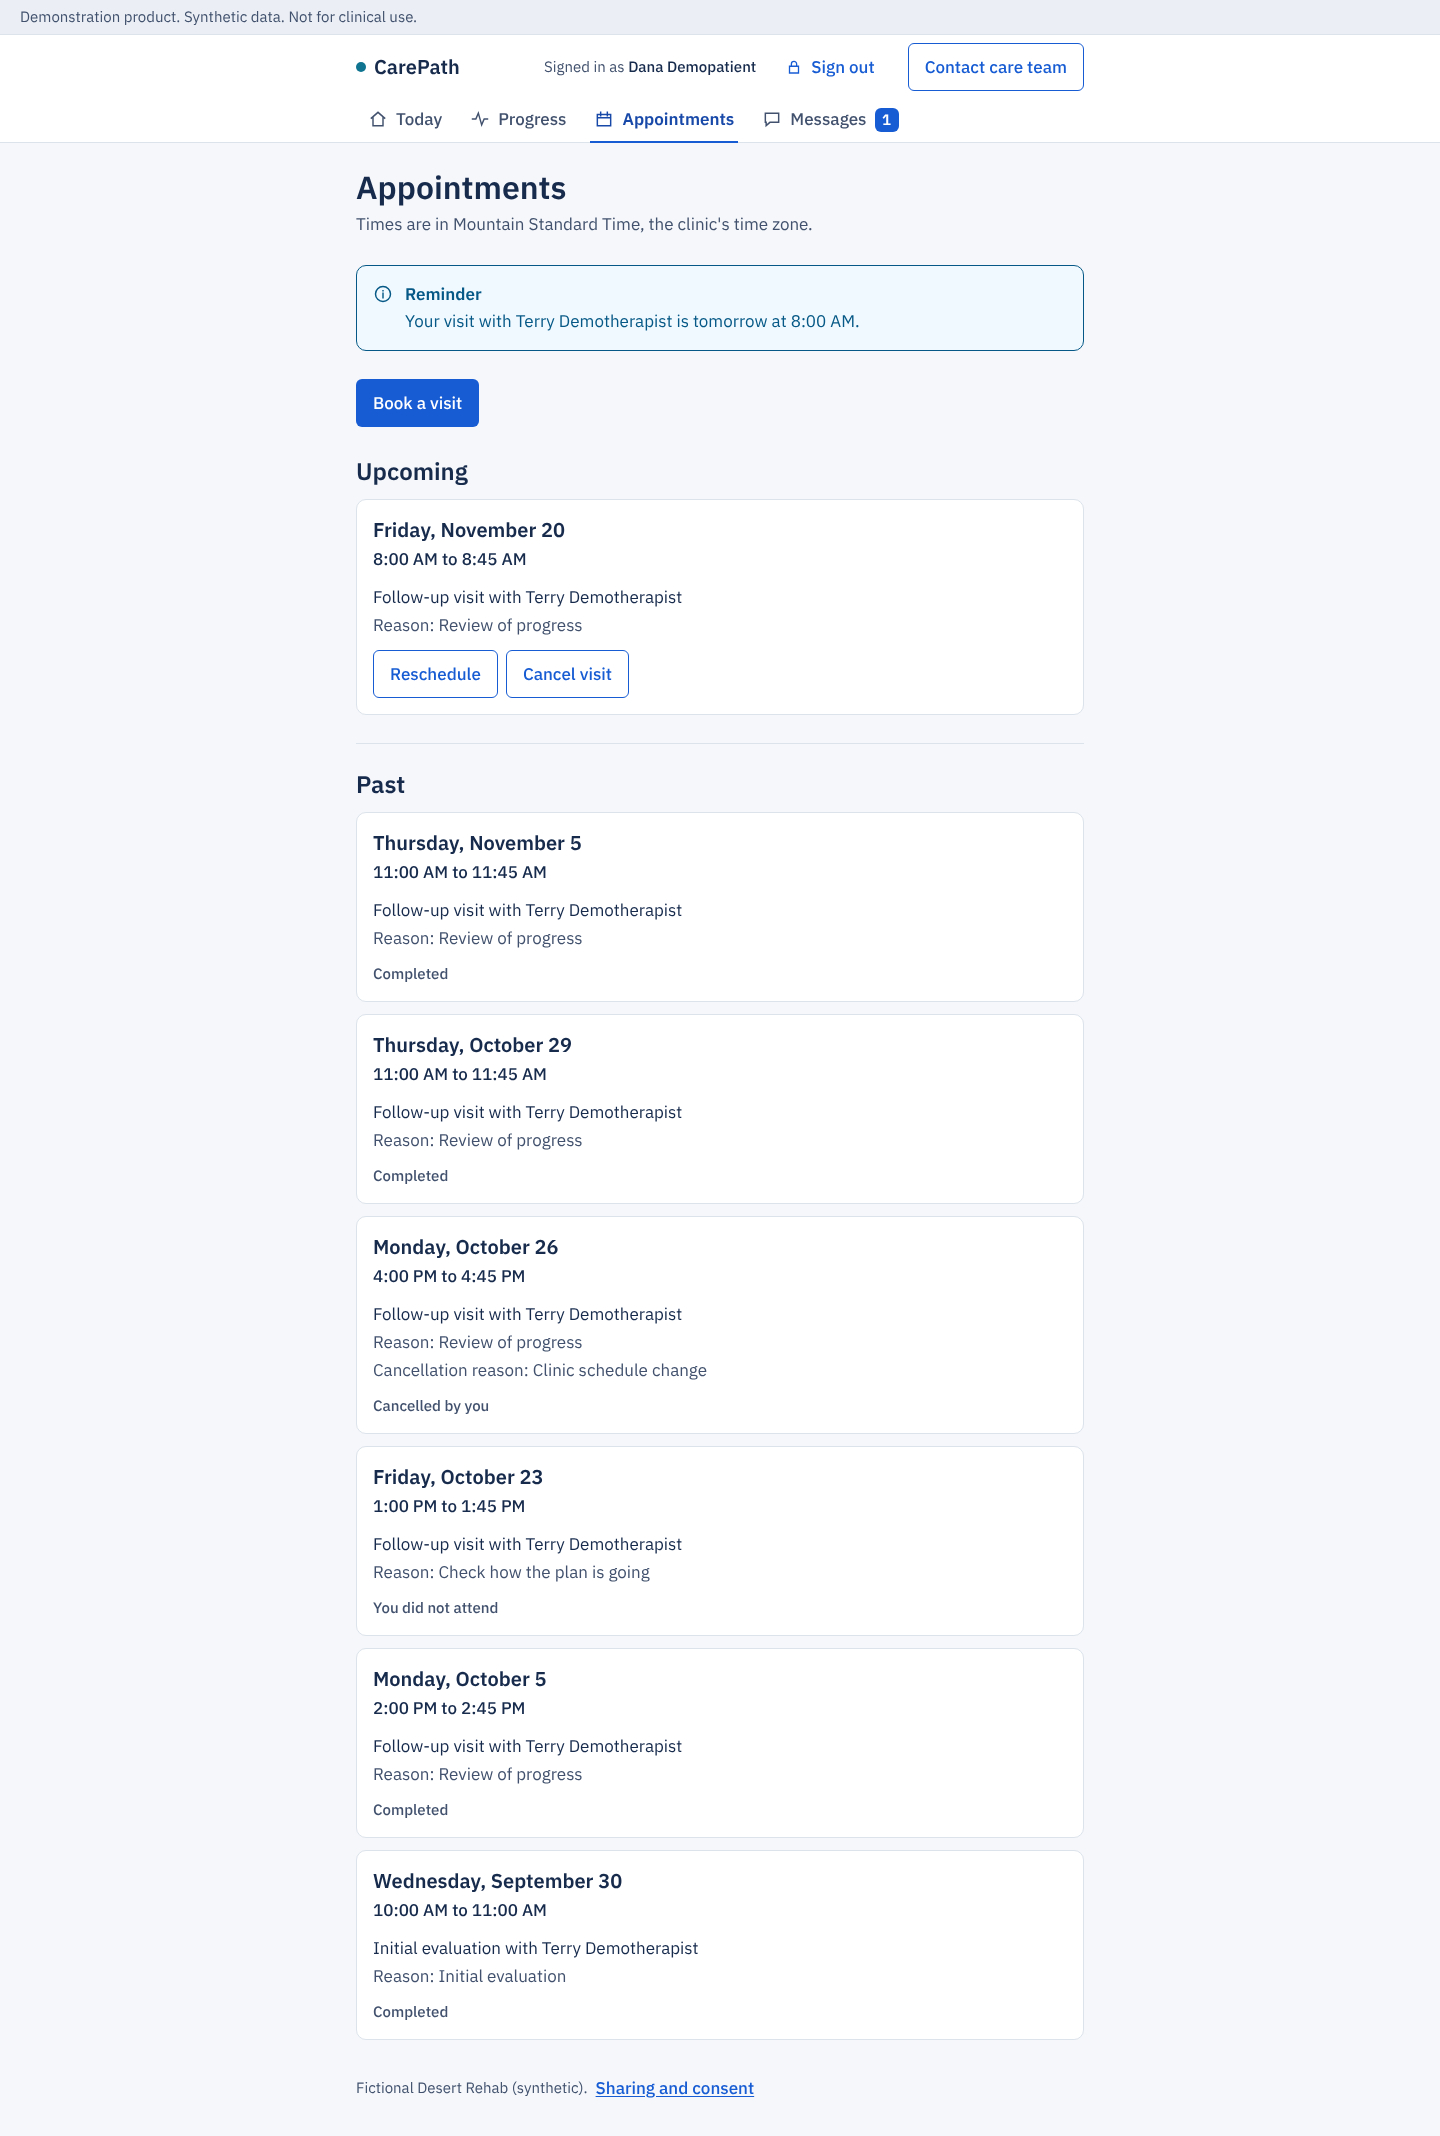 Demonstration product. Synthetic data. Not for clinical use.
CarePath
Signed in as Dana Demopatient
Sign out
Contact care team
Today
Progress
Appointments
Messages 1
Appointments
Times are in Mountain Standard Time, the clinic's time zone.
Reminder
Your visit with Terry Demotherapist is tomorrow at 8:00 AM.
Book a visit
Upcoming
Friday, November 20
8:00 AM to 8:45 AM
Follow-up visit with Terry Demotherapist
Reason: Review of progress
Reschedule
Cancel visit
Past
Thursday, November 5
11:00 AM to 11:45 AM
Follow-up visit with Terry Demotherapist
Reason: Review of progress
Completed
Thursday, October 29
11:00 AM to 11:45 AM
Follow-up visit with Terry Demotherapist
Reason: Review of progress
Completed
Monday, October 26
4:00 PM to 4:45 PM
Follow-up visit with Terry Demotherapist
Reason: Review of progress
Cancellation reason: Clinic schedule change
Cancelled by you
Friday, October 23
1:00 PM to 1:45 PM
Follow-up visit with Terry Demotherapist
Reason: Check how the plan is going
You did not attend
Monday, October 5
2:00 PM to 2:45 PM
Follow-up visit with Terry Demotherapist
Reason: Review of progress
Completed
Wednesday, September 30
10:00 AM to 11:00 AM
Initial evaluation with Terry Demotherapist
Reason: Initial evaluation
Completed
Fictional Desert Rehab (synthetic). Sharing and consent